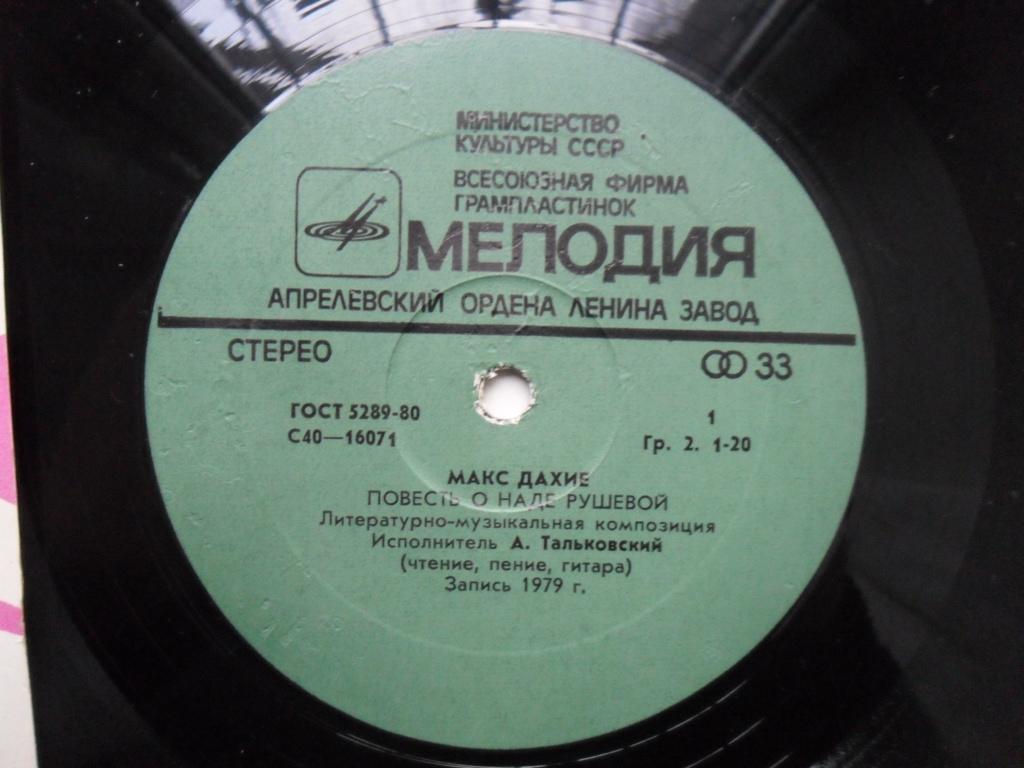 МИНИСТЕРСТВО
КУЛЬТУРЫ СССР
ВСЕСОЮЗНАЯ ФИРМА
ГРАМПЛАСТИНОК
МЕЛОДИЯ
АПРЕЛЕВСКИЙ ОРДЕНА ЛЕНИНА ЗАВОД
СТЕРЕО 33
ГОСТ 5289-80 1
С40—16071 Гр. 2. 1-20
МАКС ДАХИЕ
ПОВЕСТЬ О НАДЕ РУШЕВОЙ
Литературно-музыкальная композиция
Исполнитель А. Тальковский
(чтение, пение, гитара)
Запись 1979 г.